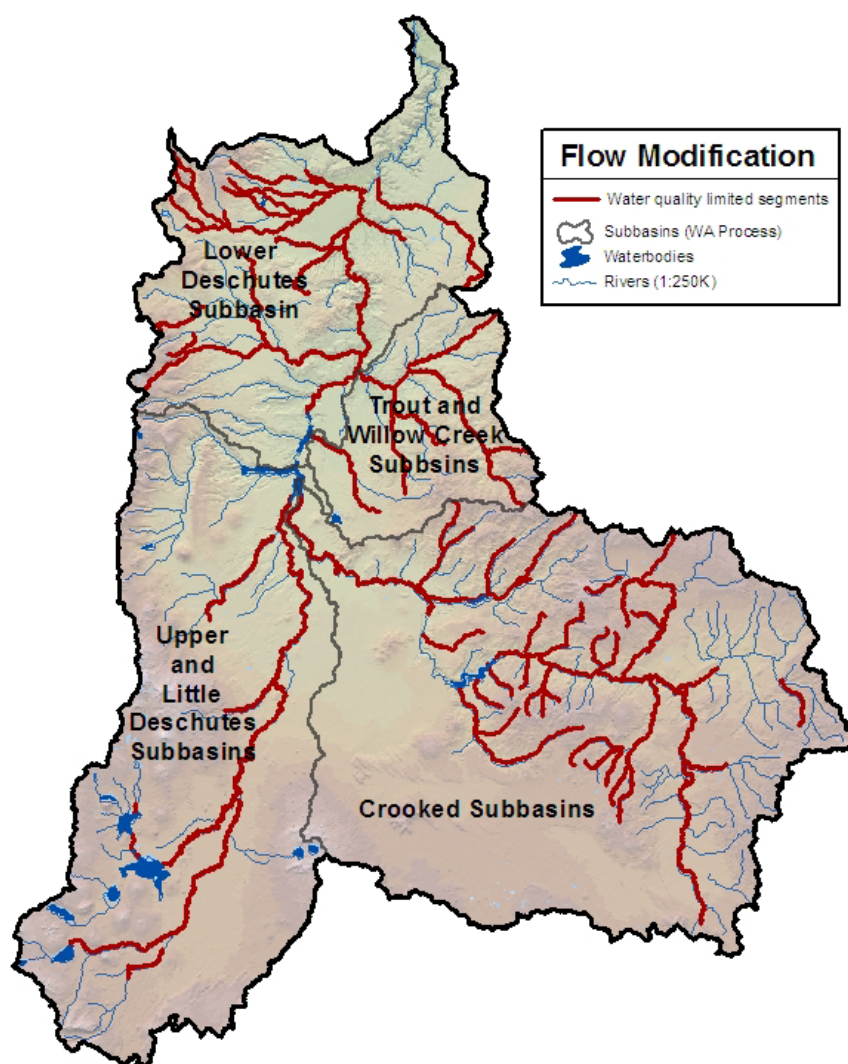 Flow Modification
Water quality limited segments
Subbasins (WA Process)
Waterbodies
Rivers (1:250K)
Lower
Deschutes
Subbasin
Trout and
Willow Creek
Subbsins
Upper
and
Little
Deschutes
Subbasins
Crooked Subbasins